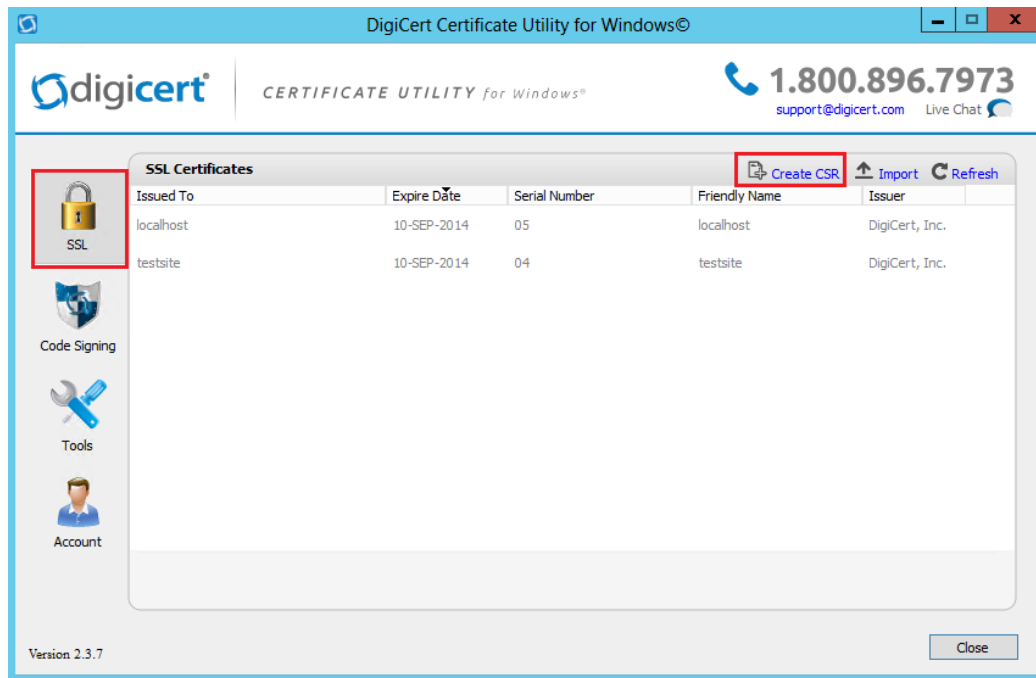 DigiCert Certificate Utility for Windows©
digicert®
CERTIFICATE UTILITY for Windows®
1.800.896.7973
support@digicert.com Live Chat
SSL Certificates
Create CSR Import Refresh
Issued To Expire Date Serial Number Friendly Name Issuer
localhost 10-SEP-2014 05 localhost DigiCert, Inc.
testsite 10-SEP-2014 04 testsite DigiCert, Inc.
SSL
Code Signing
Tools
Account
Version 2.3.7
Close